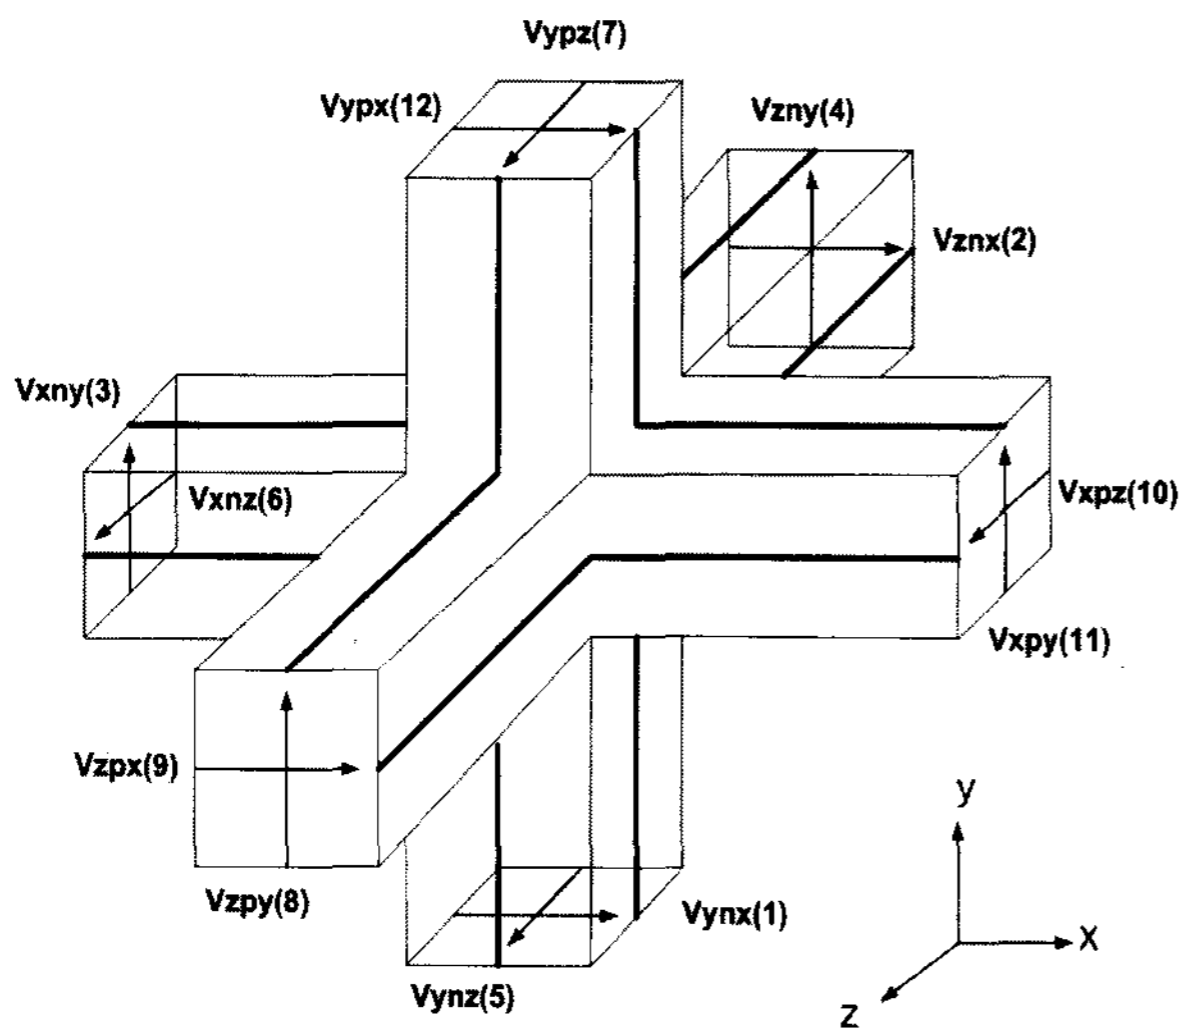 Vypz(7)
Vypx(12)
Vzny(4)
Vznx(2)
Vxny(3)
Vxnz(6)
Vxpz(10)
Vxpy(11)
Vzpx(9)
Vzpy(8)
Vynx(1)
Vynz(5)
y
x
z